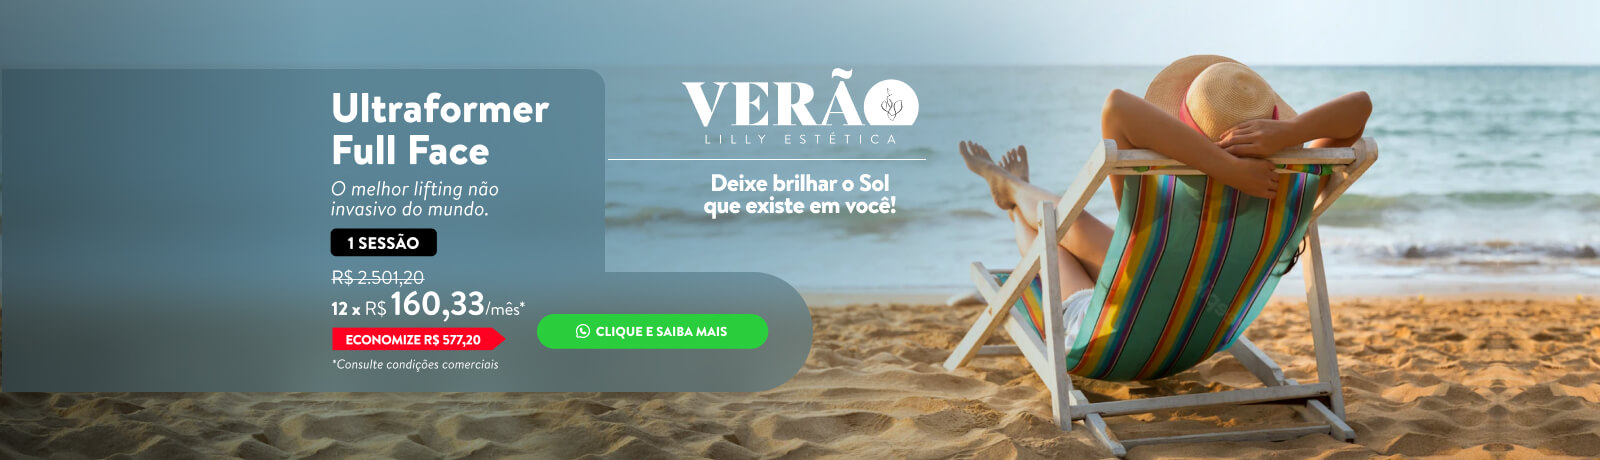 Ultraformer
Full Face
O melhor lifting não
invasivo do mundo.
1 SESSÃO
R$ 2.501,20
12 x R$ 160,33/mês*
ECONOMIZE R$ 577,20
*Consulte condições comerciais
CLIQUE E SAIBA MAIS
VERÃO
LILLY ESTÉTICA
Deixe brilhar o Sol
que existe em você!